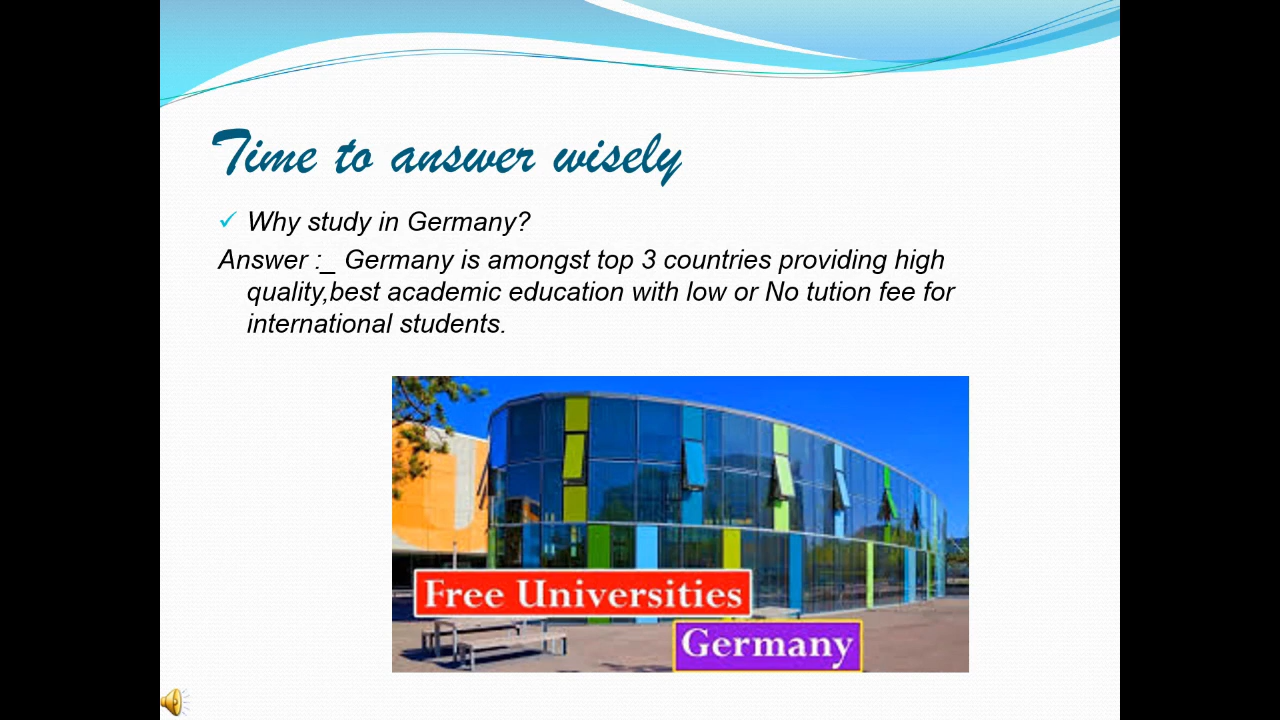 Time to answer wisely
Why study in Germany?
Answer :_ Germany is amongst top 3 countries providing high
quality,best academic education with low or No tution fee for
international students.
Free Universities
Germany